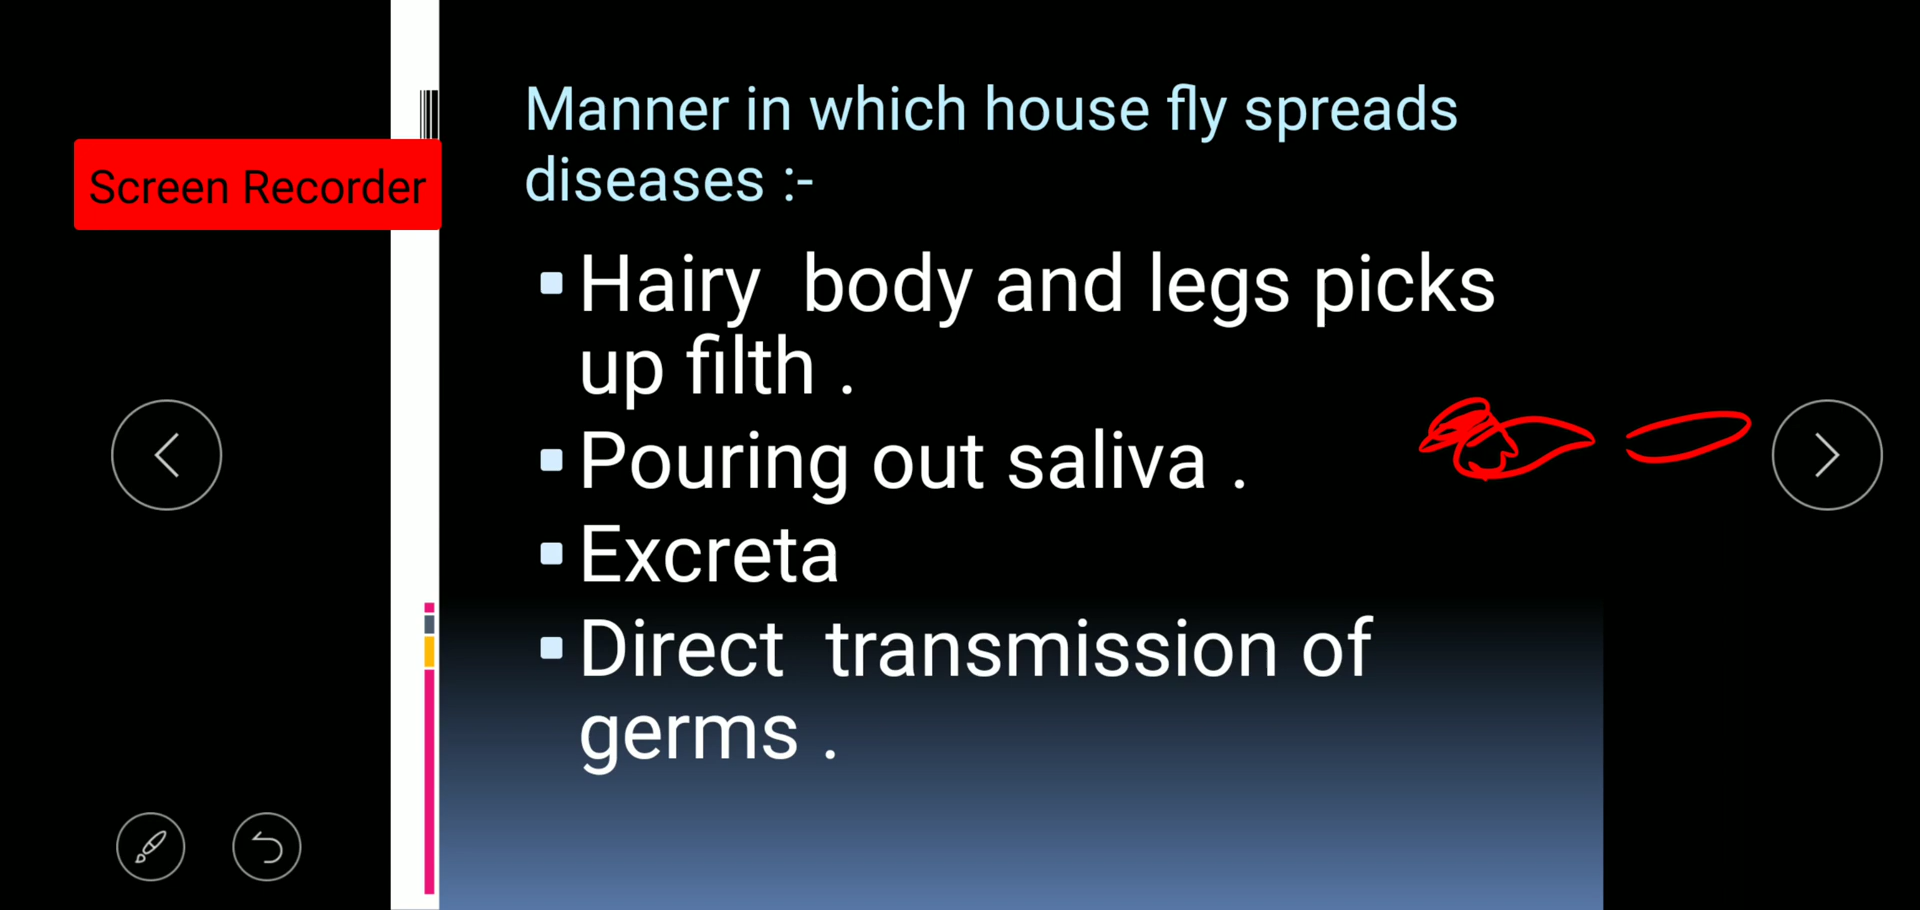 Manner in which house fly spreads
diseases :-
Screen Recorder
Hairy body and legs picks
up filth .
Pouring out saliva .
Excreta
Direct transmission of
germs .